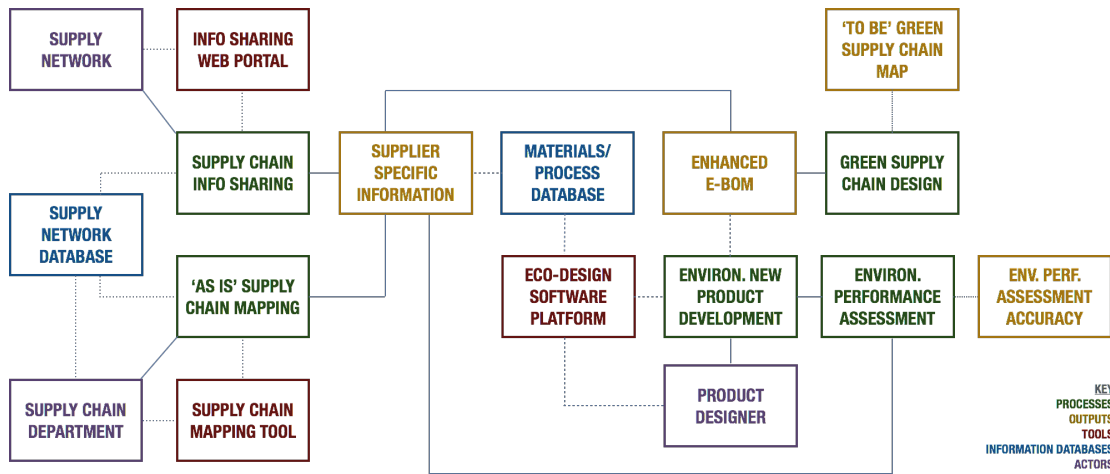 SUPPLY
NETWORK
INFO SHARING
WEB PORTAL
‘TO BE’ GREEN
SUPPLY CHAIN
MAP
SUPPLY CHAIN
INFO SHARING
SUPPLIER
SPECIFIC
INFORMATION
MATERIALS/
PROCESS
DATABASE
ENHANCED
E-BOM
GREEN SUPPLY
CHAIN DESIGN
SUPPLY
NETWORK
DATABASE
‘AS IS’ SUPPLY
CHAIN MAPPING
ECO-DESIGN
SOFTWARE
PLATFORM
ENVIRON. NEW
PRODUCT
DEVELOPMENT
ENVIRON.
PERFORMANCE
ASSESSMENT
ENV. PERF.
ASSESSMENT
ACCURACY
SUPPLY CHAIN
DEPARTMENT
SUPPLY CHAIN
MAPPING TOOL
PRODUCT
DESIGNER
KEY
PROCESSES
OUTPUTS
TOOLS
INFORMATION DATABASES
ACTORS